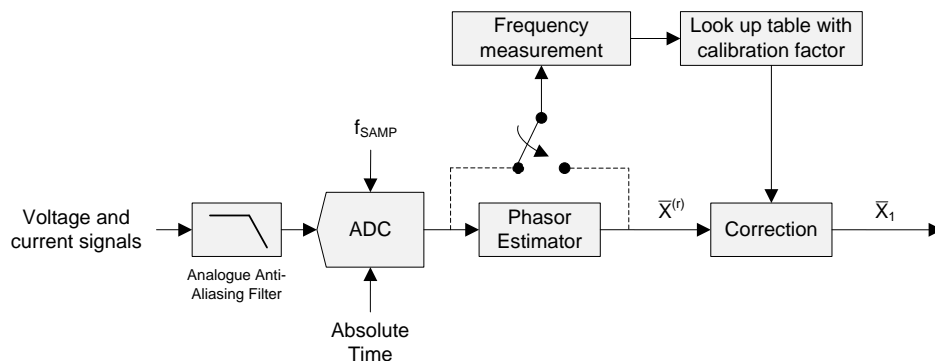 Frequency
measurement
Look up table with
calibration factor
f_SAMP
Voltage and
current signals
ADC
Phasor
Estimator
X̅^(r)
Correction
X̅_1
Analogue Anti-
Aliasing Filter
Absolute
Time